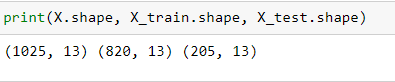 print(X.shape, X_train.shape, X_test.shape)
(1025, 13) (820, 13) (205, 13)